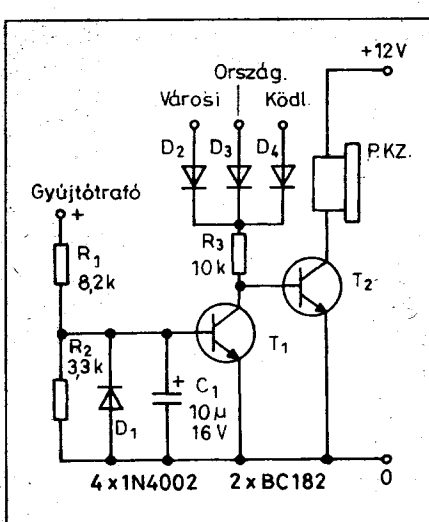 +12V
Ország.
Városi
Ködl.
D2
D3
D4
P.KZ.
Gyújtótrafó
+
R1
8,2k
R3
10k
T2
R2
3,3k
T1
D1
+
C1
10μ
16V
4x1N4002
2xBC182
0